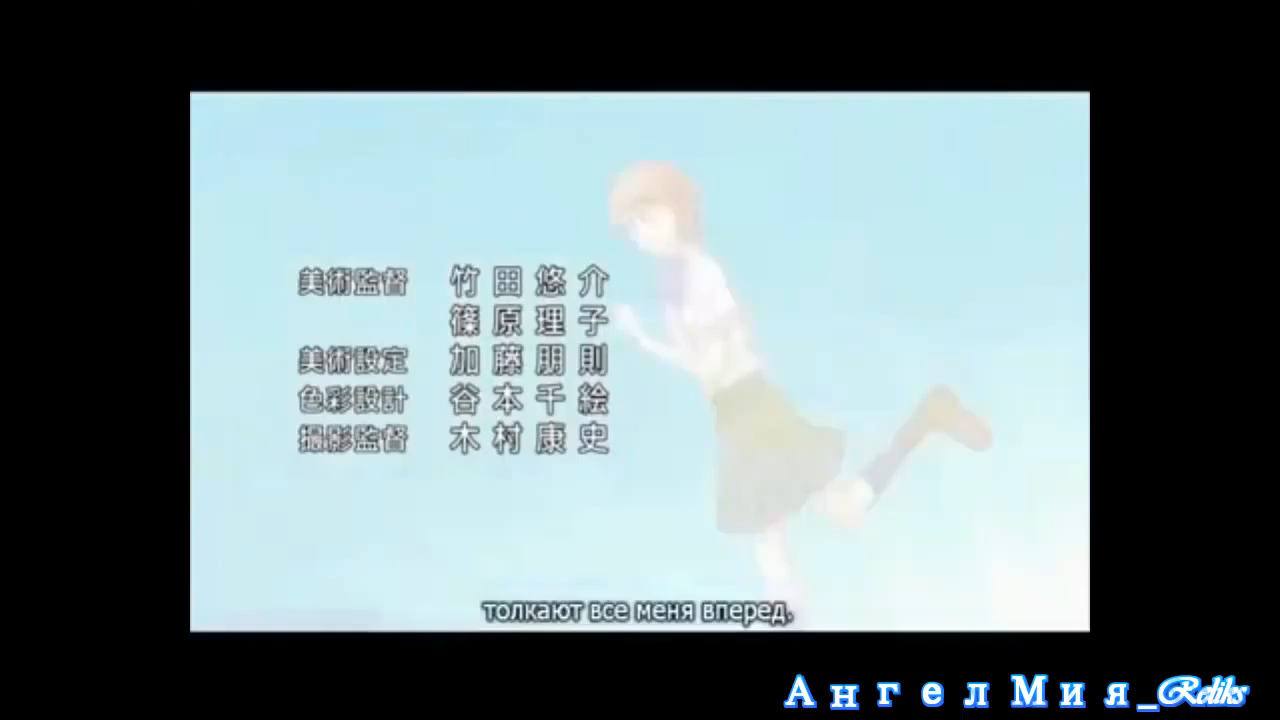 美術監督 竹田悠介
篠原理子
美術設定 加藤朋則
色彩設計 谷本千絵
撮影監督 木村康史
толкают все меня вперед.
АнгелМия_Reliks